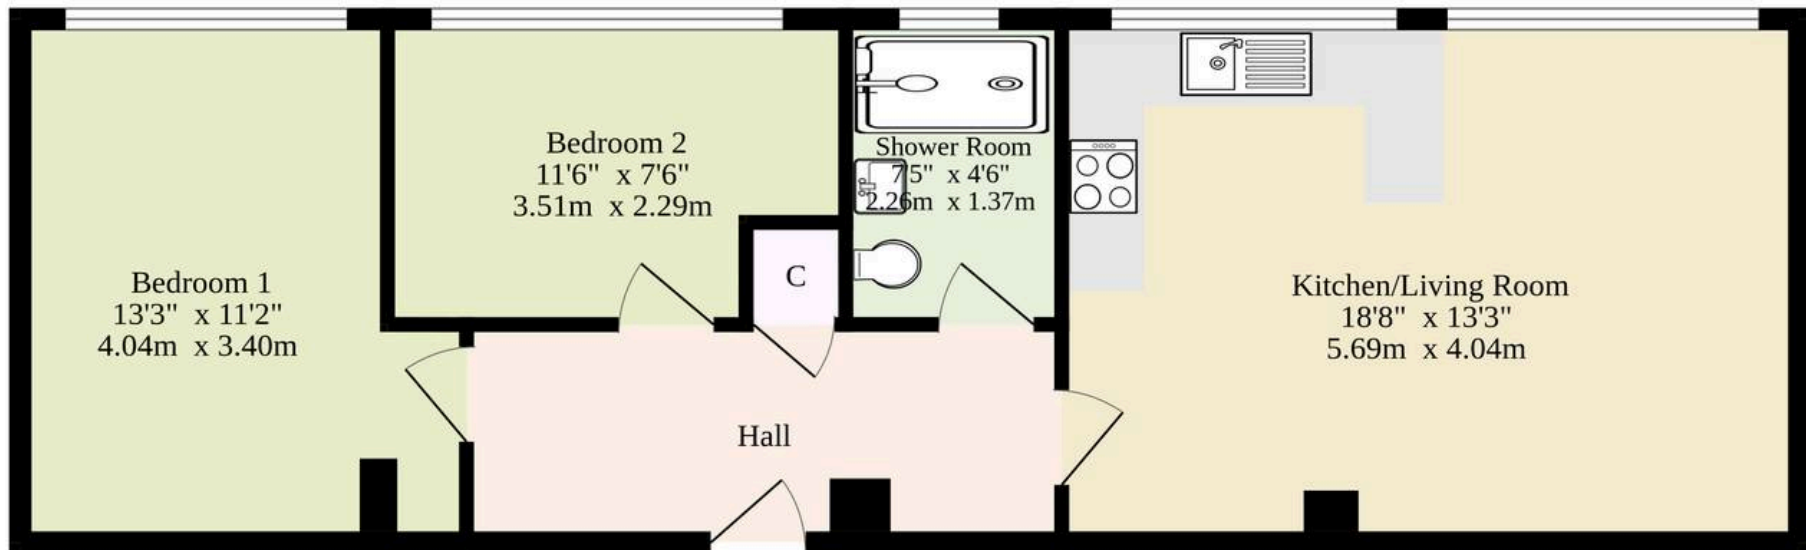 Bedroom 1
13'3" x 11'2"
4.04m x 3.40m
Bedroom 2
11'6" x 7'6"
3.51m x 2.29m
C
Shower Room
7'5" x 4'6"
2.26m x 1.37m
Hall
Kitchen/Living Room
18'8" x 13'3"
5.69m x 4.04m